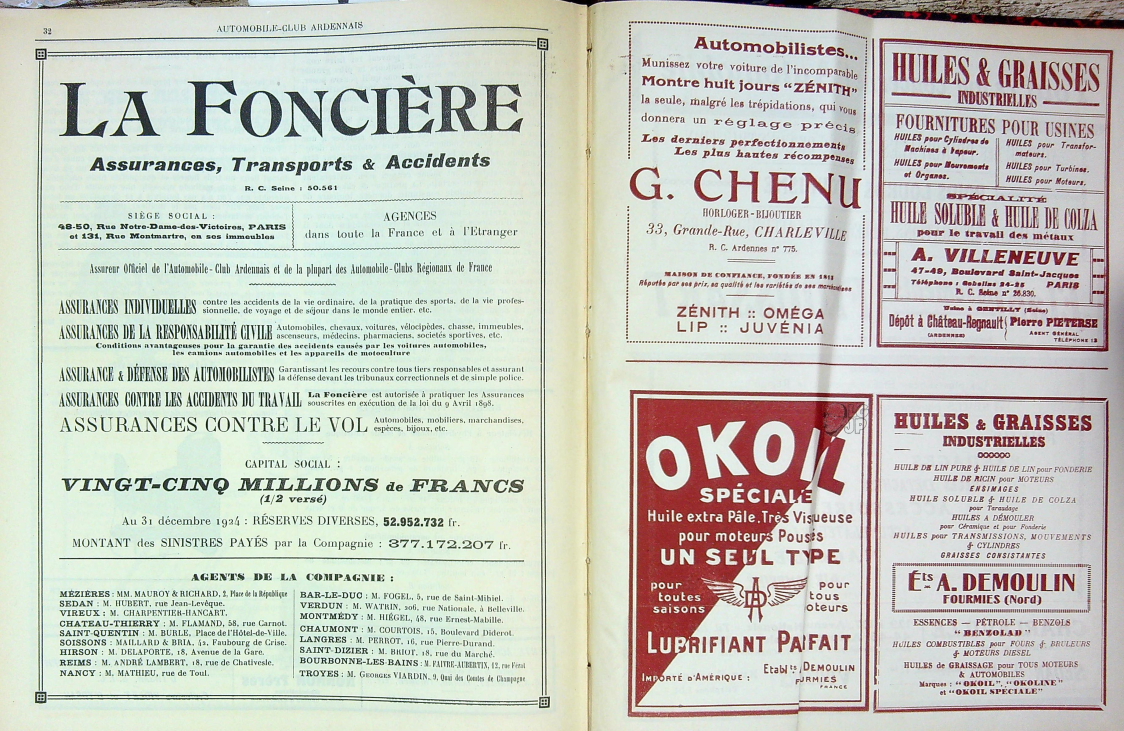 32
AUTOMOBILE-CLUB ARDENNAIS
LA FONCIÈRE
Assurances, Transports & Accidents
R. C. Seine : 50.561
SIÈGE SOCIAL :
48-50, Rue Notre-Dame-des-Victoires, PARIS
et 131, Rue Montmartre, en ses immeubles
AGENCES
dans toute la France et à l'Etranger
Assureur Officiel de l'Automobile-Club Ardennais et de la plupart des Automobile-Clubs Régionaux de France
ASSURANCES INDIVIDUELLES contre les accidents de la vie ordinaire, de la pratique des sports, de la vie profes-
sionnelle, de voyage et de séjour dans le monde entier, etc.
ASSURANCES DE LA RESPONSABILITÉ CIVILE Automobiles, chevaux, voitures, vélocipèdes, chasse, immeubles,
ascenseurs, médecins, pharmaciens, sociétés sportives, etc.
Conditions avantageuses pour la garantie des accidents causés par les voitures automobiles,
les camions automobiles et les appareils de motoculture
ASSURANCE & DÉFENSE DES AUTOMOBILISTES Garantissant les recours contre tous tiers responsables et assurant
la défense devant les tribunaux correctionnels et de simple police.
ASSURANCES CONTRE LES ACCIDENTS DU TRAVAIL La Foncière est autorisée à pratiquer les Assurances
souscrites en exécution de la loi du 9 Avril 1898.
ASSURANCES CONTRE LE VOL Automobiles, mobiliers, marchandises,
espèces, bijoux, etc.
CAPITAL SOCIAL :
VINGT-CINQ MILLIONS de FRANCS
(1/2 versé)
Au 31 décembre 1924 : RÉSERVES DIVERSES, 52.952.732 fr.
MONTANT des SINISTRES PAYÉS par la Compagnie : 377.172.207 fr.
AGENTS DE LA COMPAGNIE :
MÉZIÈRES : MM. MAUROY & RICHARD, 2, Place de la République
SEDAN : M. HUBERT, rue Jean-Levêque.
VIREUX : M. CHARPENTIER-HANCART.
CHATEAU-THIERRY : M. FLAMAND, 58, rue Carnot.
SAINT-QUENTIN : M. BURLE, Place de l'Hôtel-de-Ville.
SOISSONS : MAILLARD & BRIA, 42, Faubourg de Crise.
HIRSON : M. DELAPORTE, 18, Avenue de la Gare.
REIMS : M. ANDRÉ LAMBERT, 18, rue de Chativesle.
NANCY : M. MATHIEU, rue de Toul.
BAR-LE-DUC : M. FOGEL, 5, rue de Saint-Mihiel.
VERDUN : M. WATRIN, 206, rue Nationale, à Belleville.
MONTMÉDY : M. HIÉGEL, 48, rue Ernest-Mabille.
CHAUMONT : M. COURTOIS, 15, Boulevard Diderot.
LANGRES : M. PERROT, 16, rue Pierre-Durand.
SAINT-DIZIER : M. BRIOT, 18, rue du Marché.
BOURBONNE-LES-BAINS : M. FAIVRE-AUBERTIN, 12, rue Férat
TROYES : M. GEORGES VIARDIN, 9, Quai des Comtes de Champagne
Automobilistes...
Munissez votre voiture de l'incomparable
Montre huit jours "ZÉNITH"
la seule, malgré les trépidations, qui vous
donnera un réglage précis
Les derniers perfectionnements
Les plus hautes récompenses
G. CHENU
HORLOGER-BIJOUTIER
33, Grande-Rue, CHARLEVILLE
R. C. Ardennes n° 775.
MAISON DE CONFIANCE, FONDÉE EN
Réputée par ses prix, sa qualité et les variétés de ses marchandises
ZÉNITH :: OMÉGA
LIP :: JUVÉNIA
HUILES & GRAISSES
INDUSTRIELLES
FOURNITURES POUR USINES
HUILES pour Cylindres de
Machines à Vapeur.
HUILES pour Mouvements
et Organes.
HUILES pour Transfor-
mateurs.
HUILES pour Turbines.
HUILES pour Moteurs.
SPÉCIALITÉ
HUILE SOLUBLE & HUILE DE COLZA
pour le travail des métaux
A. VILLENEUVE
47-49, Boulevard Saint-Jacques
Téléphone : Gobelins 24-25 PARIS
R. C. Seine n° 26.830.
Usine à GENTILLY (Seine)
Dépôt à Château-Regnault
(ARDENNES)
Pierre PIETERSE
AGENT GÉNÉRAL
TÉLÉPHONE 13
OKOIL
SPÉCIALE
Huile extra Pâle. Très Visqueuse
pour moteurs Poussés
UN SEUL TYPE
pour
toutes
saisons
pour
tous
moteurs
LUBRIFIANT PARFAIT
IMPORTÉ D'AMÉRIQUE :
Etabl.ts DEMOULIN
FOURMIES
FRANCE
HUILES & GRAISSES
INDUSTRIELLES
HUILE DE LIN PURE & HUILE DE LIN pour FONDERIE
HUILE DE RICIN pour MOTEURS
ENSIMAGES
HUILE SOLUBLE & HUILE DE COLZA
pour Taraudage
HUILES A DÉMOULER
pour Céramique et pour Fonderie
HUILES pour TRANSMISSIONS, MOUVEMENTS
& CYLINDRES
GRAISSES CONSISTANTES
Éts A. DEMOULIN
FOURMIES (Nord)
ESSENCES — PÉTROLE — BENZOLS
"BENZOLAD"
HUILES COMBUSTIBLES pour FOURS & BRULEURS
& MOTEURS DIESEL
HUILES de GRAISSAGE pour TOUS MOTEURS
& AUTOMOBILES
Marques : "OKOIL", "OKOLINE"
et "OKOIL SPÉCIALE"